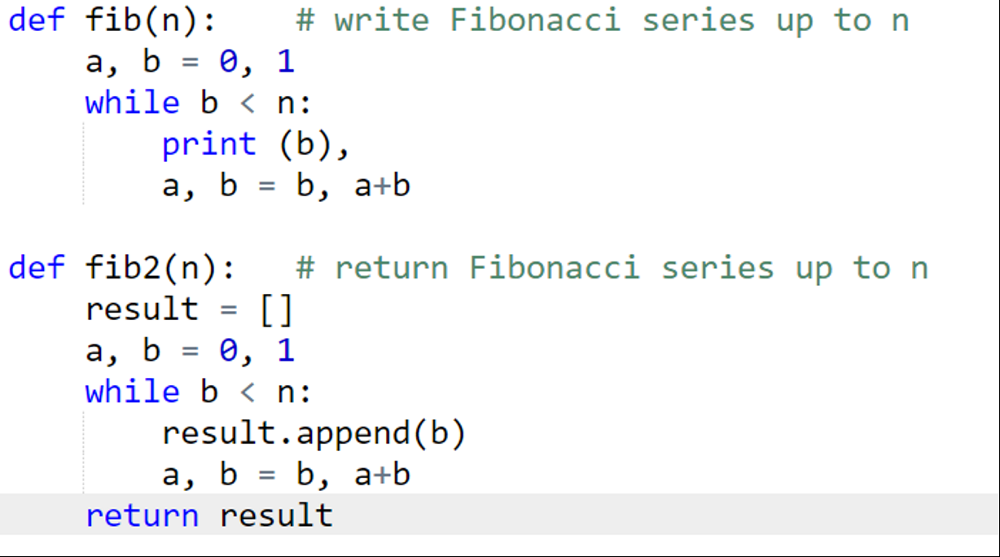 def fib(n):    # write Fibonacci series up to n
    a, b = 0, 1
    while b < n:
        print (b),
        a, b = b, a+b

def fib2(n):   # return Fibonacci series up to n
    result = []
    a, b = 0, 1
    while b < n:
        result.append(b)
        a, b = b, a+b
    return result